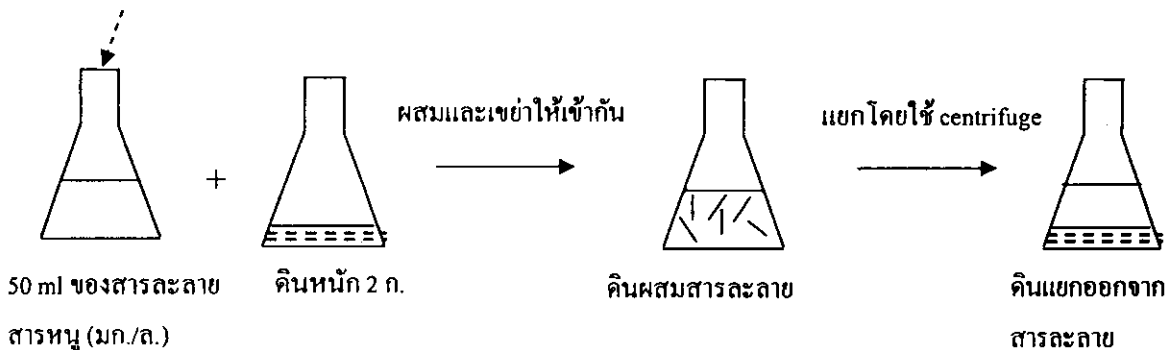 ผสมและเขย่าให้เข้ากัน
แยกโดยใช้ centrifuge
+
50 ml ของสารละลาย
สารหนู (มก./ล.)
ดินหนัก 2 ก.
ดินผสมสารละลาย
ดินแยกออกจาก
สารละลาย